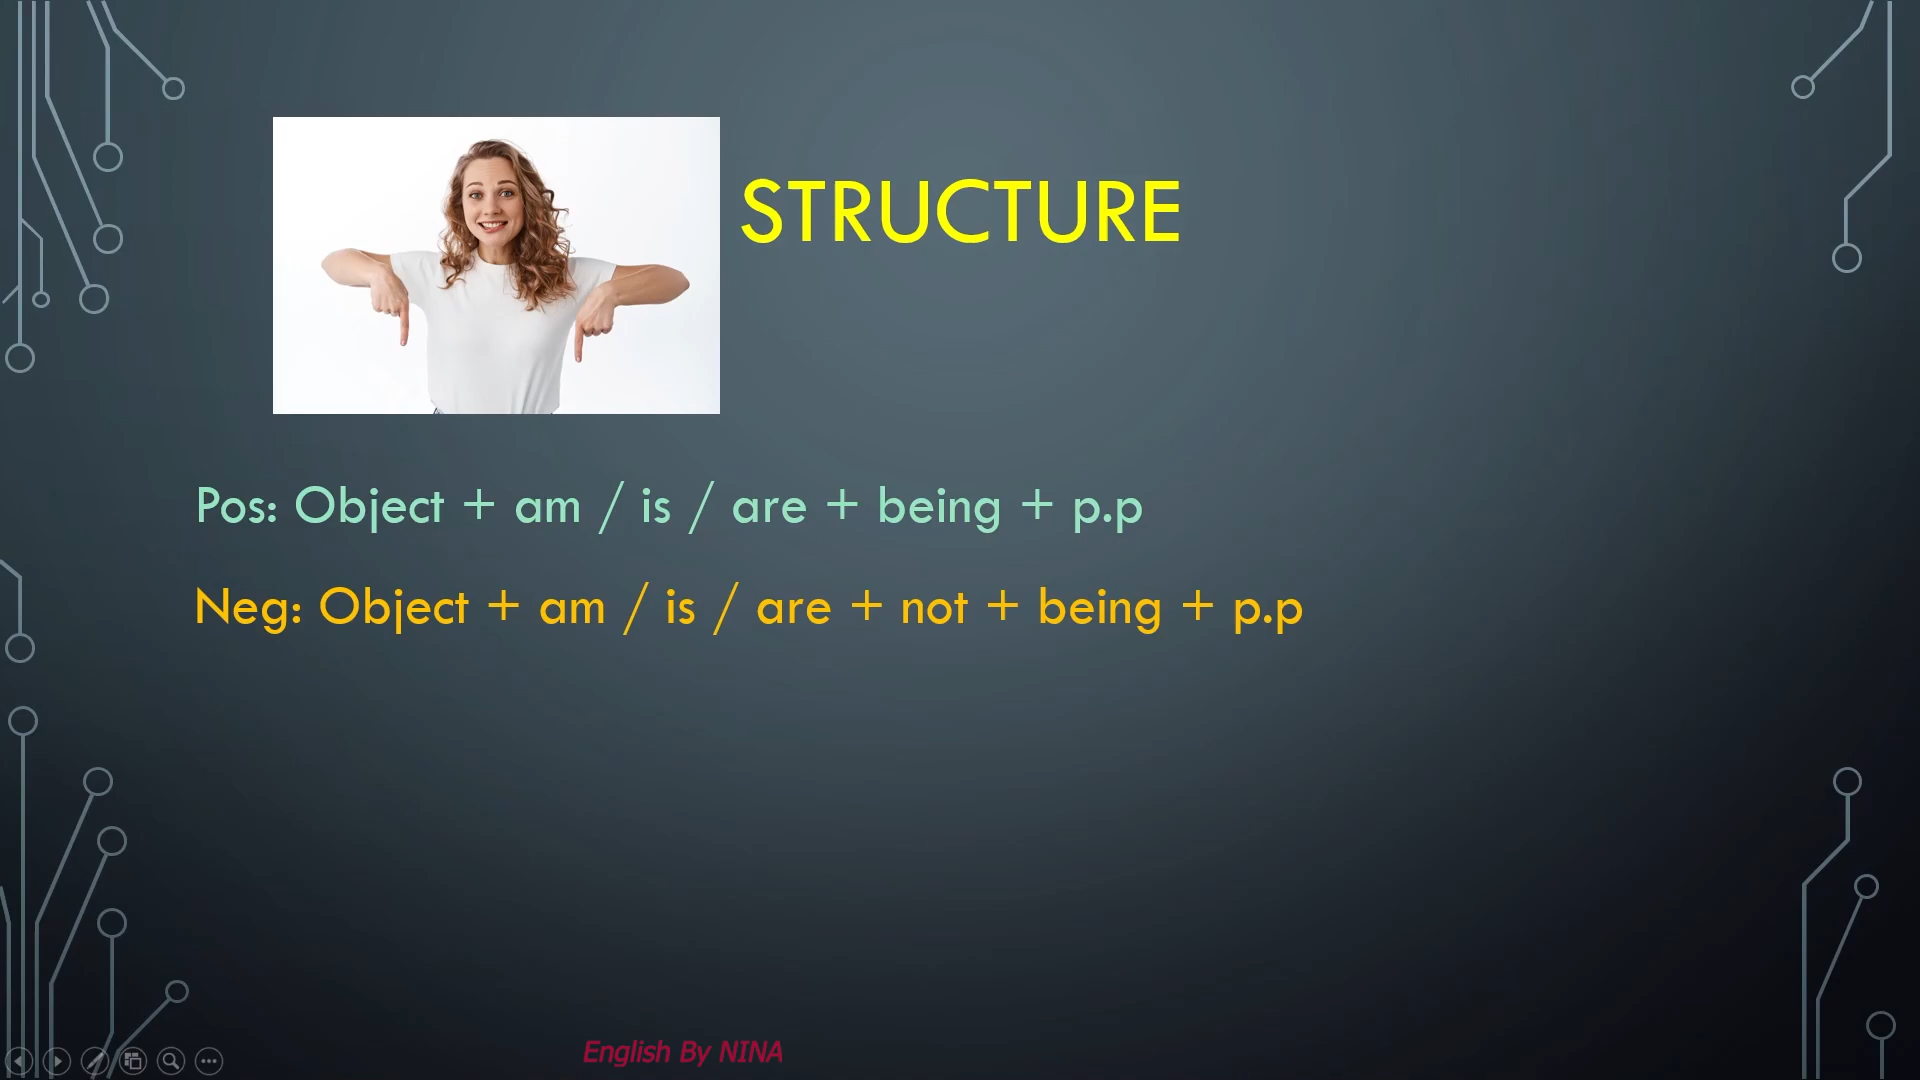 STRUCTURE
Pos: Object + am / is / are + being + p.p
Neg: Object + am / is / are + not + being + p.p
English By NINA